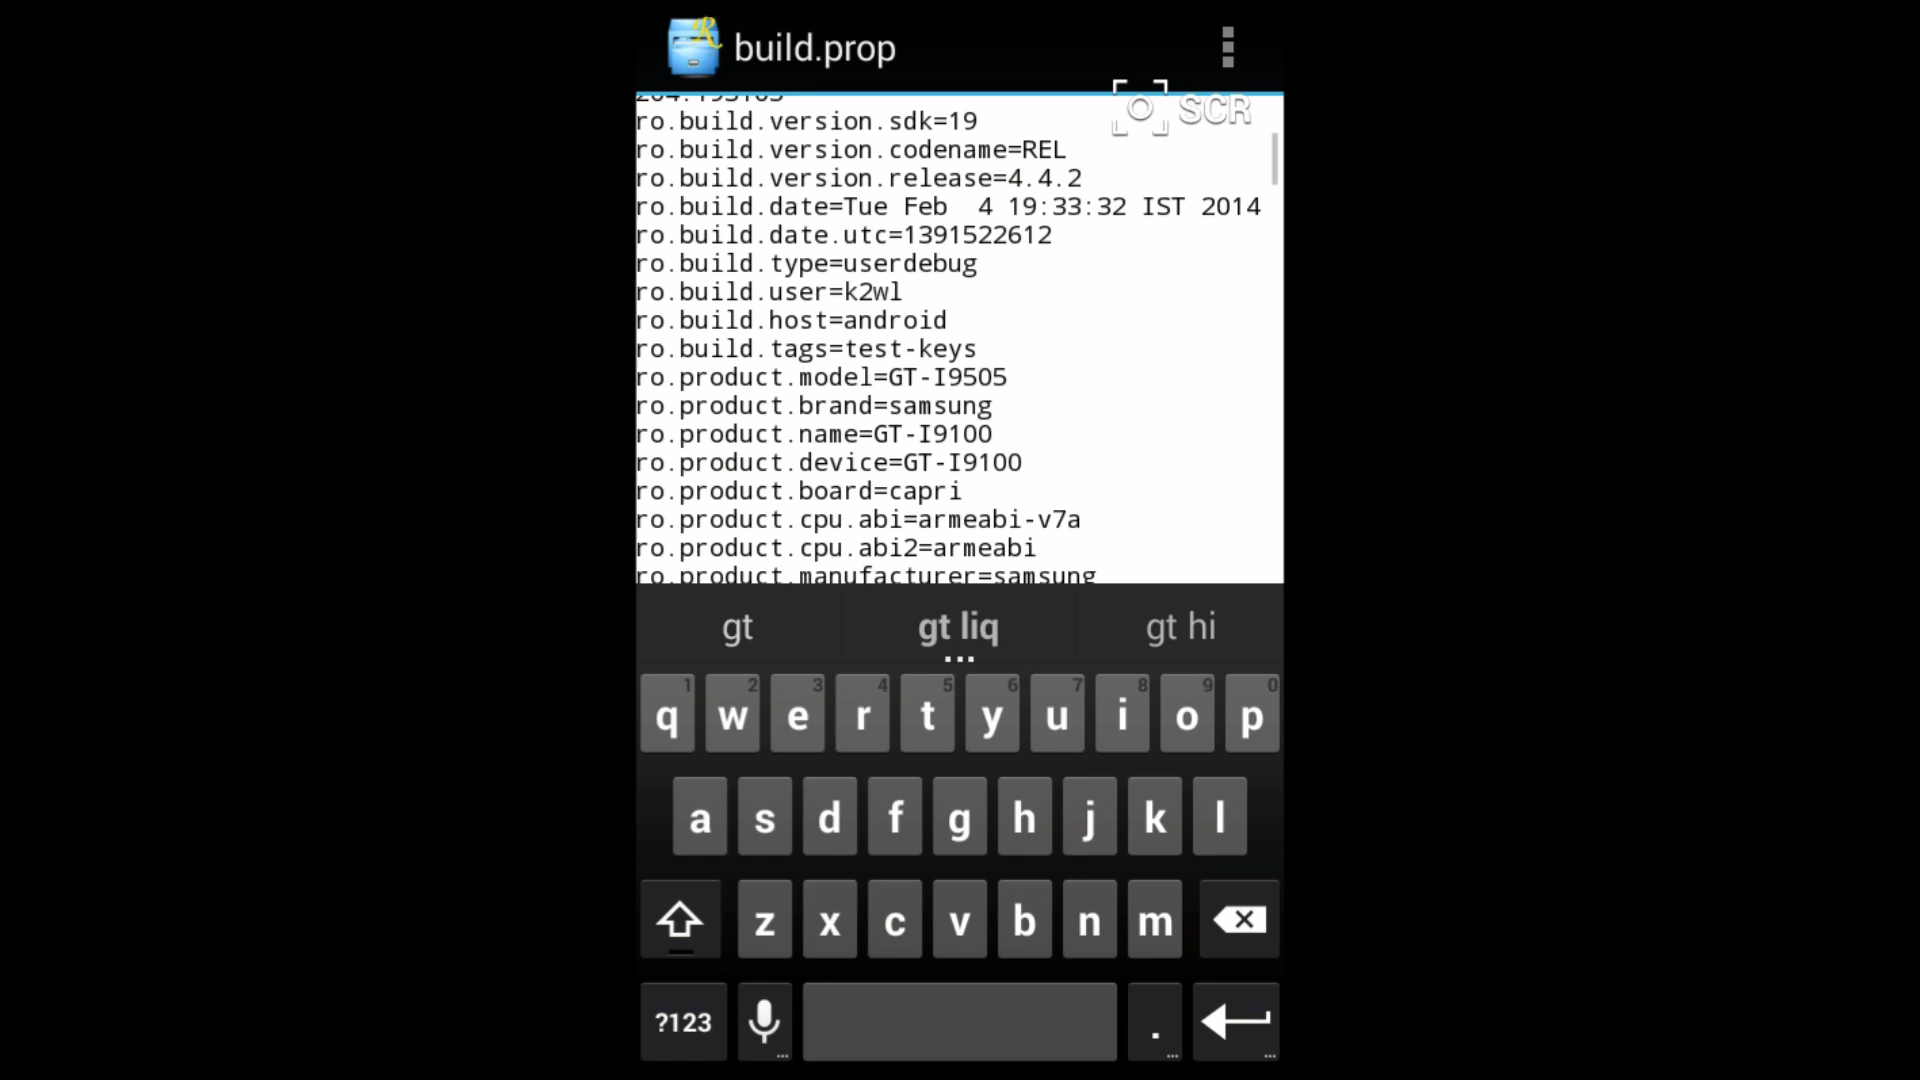 build.prop
SCR
ro.build.version.sdk=19
ro.build.version.codename=REL
ro.build.version.release=4.4.2
ro.build.date=Tue Feb  4 19:33:32 IST 2014
ro.build.date.utc=1391522612
ro.build.type=userdebug
ro.build.user=k2wl
ro.build.host=android
ro.build.tags=test-keys
ro.product.model=GT-I9505
ro.product.brand=samsung
ro.product.name=GT-I9100
ro.product.device=GT-I9100
ro.product.board=capri
ro.product.cpu.abi=armeabi-v7a
ro.product.cpu.abi2=armeabi
ro.product.manufacturer=samsung
gt gt liq gt hi
...
1 2 3 4 5 6 7 8 9 0
q w e r t y u i o p
a s d f g h j k l
z x c v b n m
?123 .